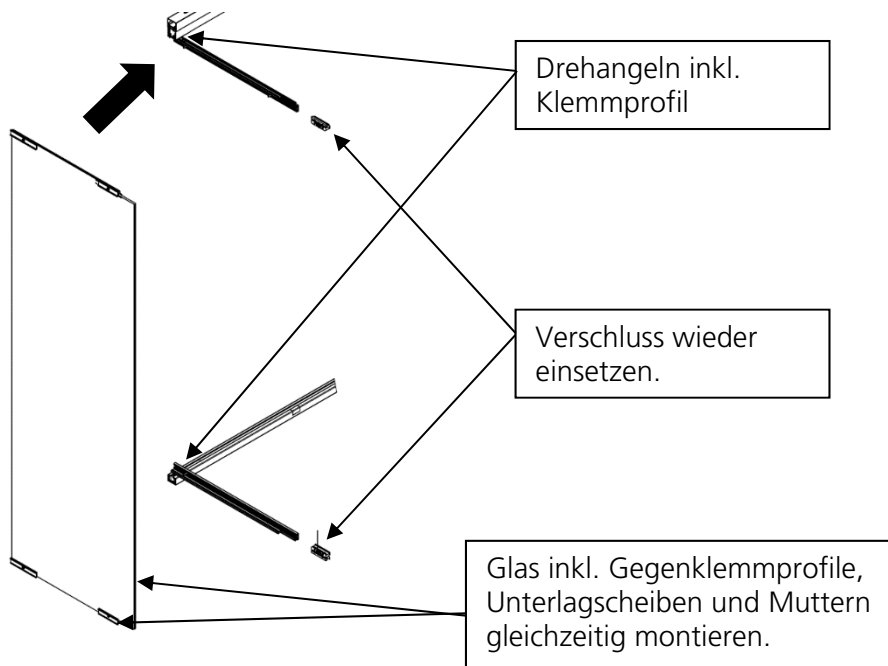 Drehangeln inkl.
Klemmprofil
Verschluss wieder
einsetzen.
Glas inkl. Gegenklemmprofile,
Unterlagscheiben und Muttern
gleichzeitig montieren.